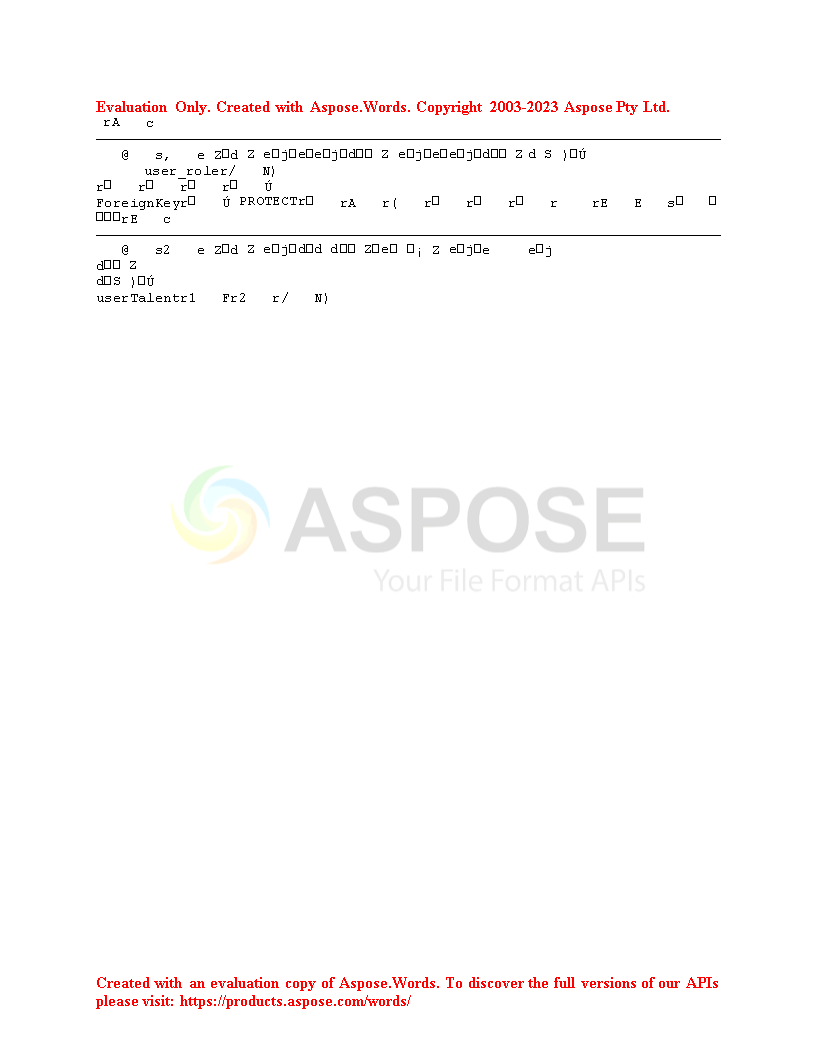 Evaluation Only. Created with Aspose.Words. Copyright 2003-2023 Aspose Pty Ltd.
rA c
@ s, e Z□d Z e□j□e□e□j□d□□ Z e□j□e□e□j□d□□ Z d S )□Ú
user_roler/ N)
r□ r□ r□ r□ Ú
ForeignKeyr□ Ú PROTECTr□ rA r( r□ r□ r□ r rE E s□ □
□□□rE c
@ s2 e Z□d Z e□j□d□d d□□ Z□e□ □¡ Z e□j□e e□j
d□□ Z
d□S )□Ú
userTalentr1 Fr2 r/ N)
ASPOSE
Your File Format APIs
Created with an evaluation copy of Aspose.Words. To discover the full versions of our APIs
please visit: https://products.aspose.com/words/